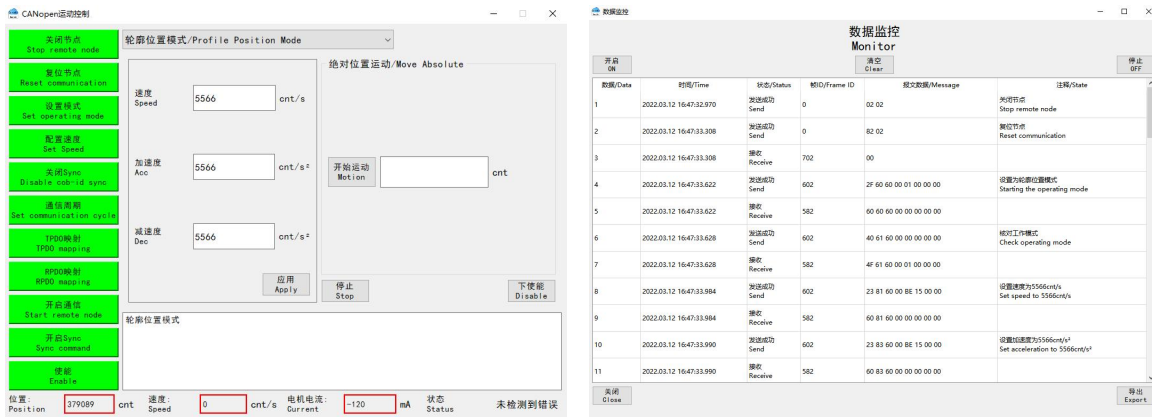 CANopen运动控制
关闭节点
Stop remote node
复位节点
Reset communication
设置模式
Set operating mode
配置速度
Set Speed
关闭Sync
Disable cob-id sync
通信周期
Set communication cycle
TPDO映射
TPDO mapping
RPDO映射
RPDO mapping
开启通信
Start remote node
开启Sync
Sync command
使能
Enable
轮廓位置模式/Profile Position Mode
速度
Speed
5566
cnt/s
加速度
Acc
5566
cnt/s²
减速度
Dec
5566
cnt/s²
应用
Apply
绝对位置运动/Move Absolute
开始运动
Motion
cnt
停止
Stop
下使能
Disable
轮廓位置模式
位置:
Position
379089
cnt
速度:
Speed
0
cnt/s
电机电流:
Current
-120
mA
状态
Status
未检测到错误
数据监控
数据监控
Monitor
开启
ON
清空
Clear
停止
OFF
数据/Data 时间/Time 状态/Status 帧ID/Frame ID 报文数据/Message 注释/State
1 2022.03.12 16:47:32.970 发送成功 Send 0 02 02 关闭节点 Stop remote node
2 2022.03.12 16:47:33.308 发送成功 Send 0 82 02 复位节点 Reset communication
3 2022.03.12 16:47:33.308 接收 Receive 702 00
4 2022.03.12 16:47:33.622 发送成功 Send 602 2F 60 60 00 01 00 00 00 设置为轮廓位置模式 Starting the operating mode
5 2022.03.12 16:47:33.622 接收 Receive 582 60 60 60 00 00 00 00 00
6 2022.03.12 16:47:33.628 发送成功 Send 602 40 61 60 00 00 00 00 00 核对工作模式 Check operating mode
7 2022.03.12 16:47:33.628 接收 Receive 582 4F 61 60 00 01 00 00 00
8 2022.03.12 16:47:33.984 发送成功 Send 602 23 81 60 00 BE 15 00 00 设置速度为5566cnt/s Set speed to 5566cnt/s
9 2022.03.12 16:47:33.984 接收 Receive 582 60 81 60 00 00 00 00 00
10 2022.03.12 16:47:33.990 发送成功 Send 602 23 83 60 00 BE 15 00 00 设置加速度为5566cnt/s² Set acceleration to 5566cnt/s²
11 2022.03.12 16:47:33.990 接收 Receive 582 60 83 60 00 00 00 00 00
关闭
Close
导出
Export